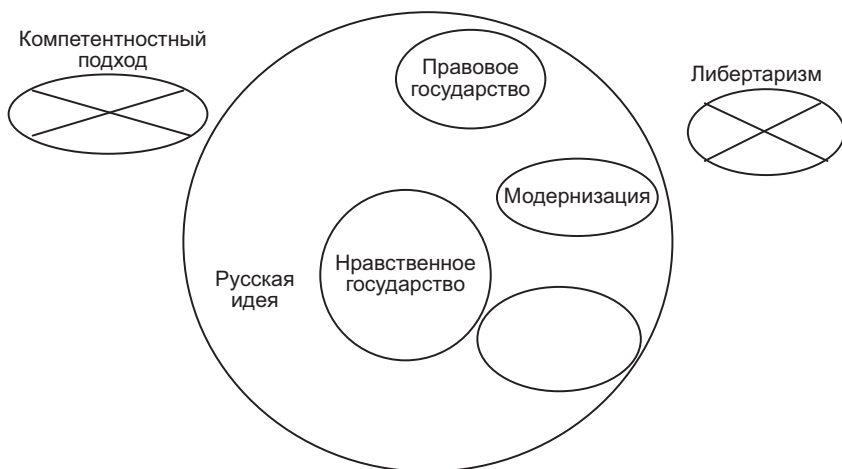 Компетентностный
подход
Правовое
государство
Либертаризм
Модернизация
Нравственное
государство
Русская
идея